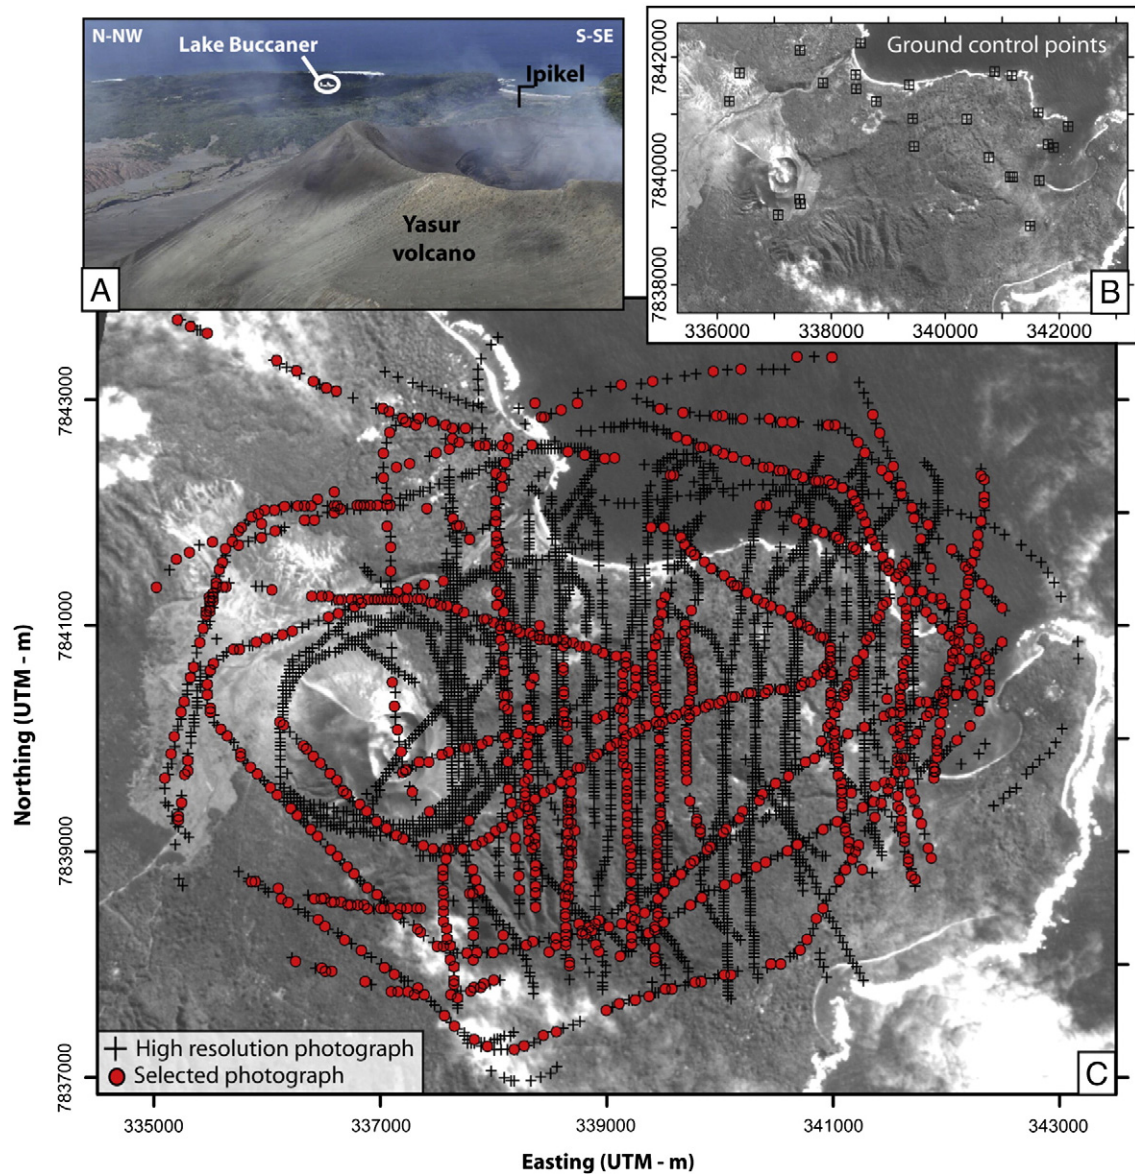 N-NW
S-SE
Lake Buccaner
Ipikel
Yasur
volcano
A
Ground control points
7842000
7840000
7838000
336000
338000
340000
342000
B
7843000
7841000
7839000
7837000
Northing (UTM - m)
High resolution photograph
Selected photograph
C
335000
337000
339000
341000
343000
Easting (UTM - m)